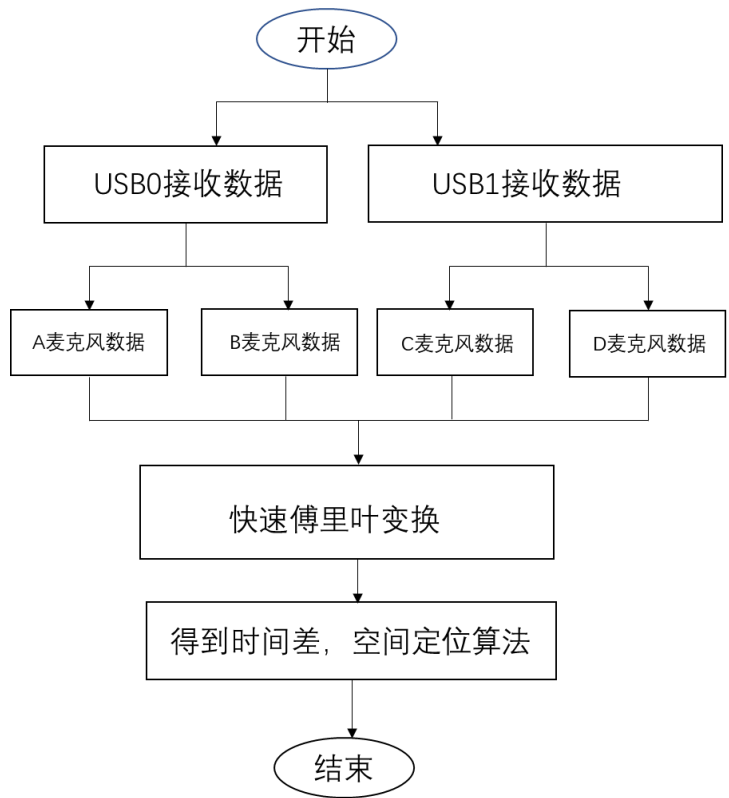 开始
USB0接收数据
USB1接收数据
A麦克风数据
B麦克风数据
C麦克风数据
D麦克风数据
快速傅里叶变换
得到时间差，空间定位算法
结束